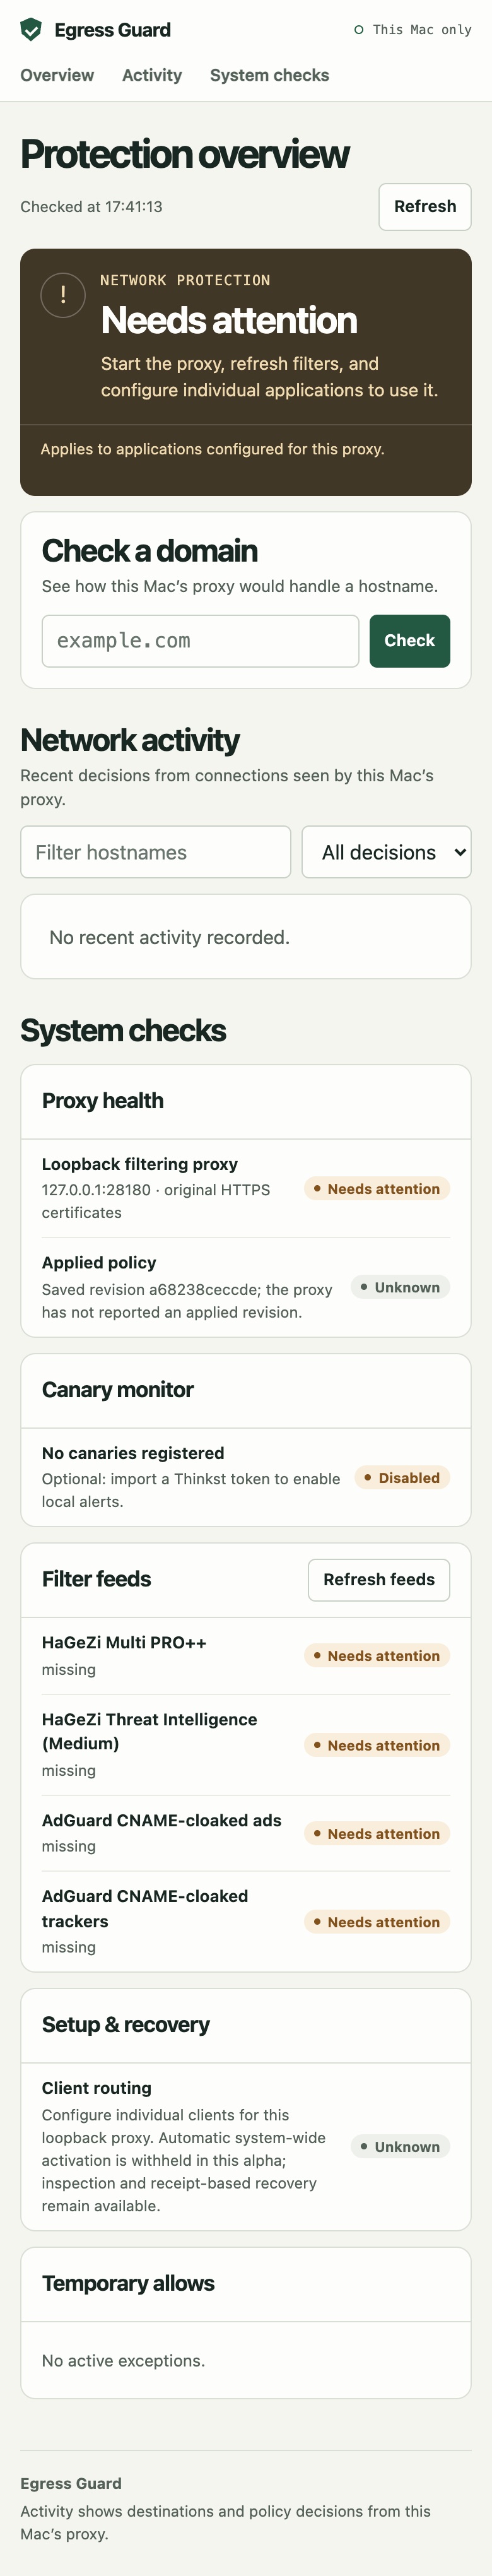 Egress Guard
This Mac only
Overview Activity System checks
Protection overview
Checked at 17:41:13
Refresh
!
NETWORK PROTECTION
Needs attention
Start the proxy, refresh filters, and
configure individual applications to use it.
Applies to applications configured for this proxy.
Check a domain
See how this Mac’s proxy would handle a hostname.
example.com
Check
Network activity
Recent decisions from connections seen by this Mac’s
proxy.
Filter hostnames
All decisions
No recent activity recorded.
System checks
Proxy health
Loopback filtering proxy
127.0.0.1:28180 · original HTTPS
certificates
Needs attention
Applied policy
Saved revision a68238ceccde; the proxy
has not reported an applied revision.
Unknown
Canary monitor
No canaries registered
Optional: import a Thinkst token to enable
local alerts.
Disabled
Filter feeds
Refresh feeds
HaGeZi Multi PRO++
missing
Needs attention
HaGeZi Threat Intelligence
(Medium)
missing
Needs attention
AdGuard CNAME-cloaked ads
missing
Needs attention
AdGuard CNAME-cloaked
trackers
missing
Needs attention
Setup & recovery
Client routing
Configure individual clients for this
loopback proxy. Automatic system-wide
activation is withheld in this alpha;
inspection and receipt-based recovery
remain available.
Unknown
Temporary allows
No active exceptions.
Egress Guard
Activity shows destinations and policy decisions from this
Mac’s proxy.